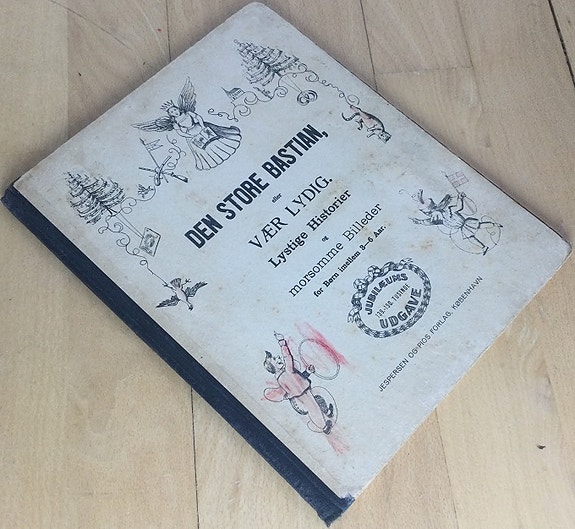 DEN STORE BASTIAN,
eller
VÆR LYDIG.
Lystige Historier
og
morsomme Billeder
for Børn imellem 3—6 Aar.
JUBILÆUMS
UDGAVE
JESPERSEN OG PIOS FORLAG, KØBENHAVN